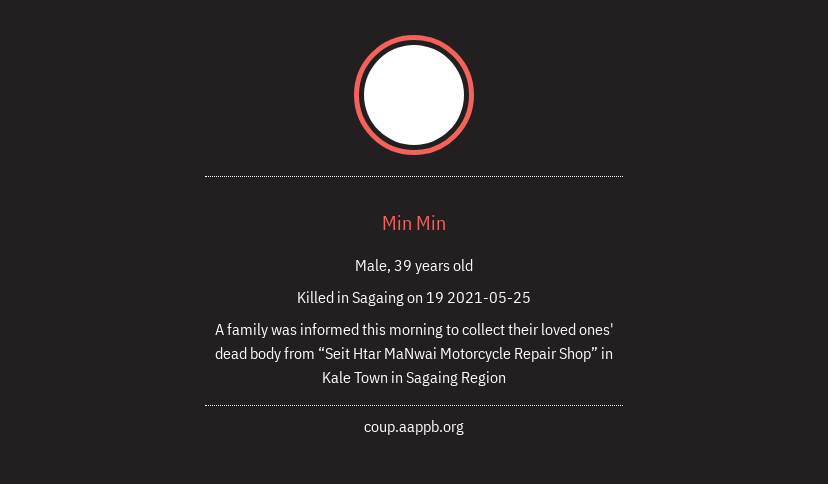 Min Min
Male, 39 years old
Killed in Sagaing on 19 2021-05-25
A family was informed this morning to collect their loved ones'
dead body from “Seit Htar MaNwai Motorcycle Repair Shop” in
Kale Town in Sagaing Region
coup.aappb.org